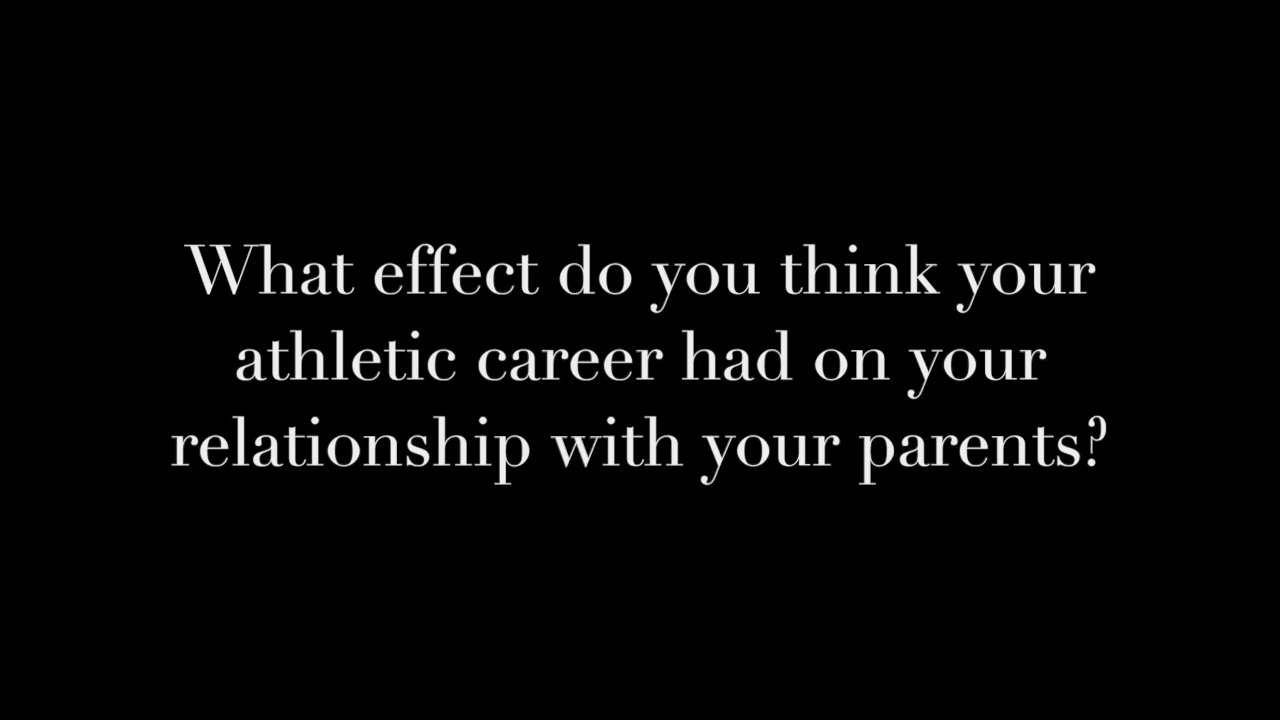 What effect do you think your
athletic career had on your
relationship with your parents?